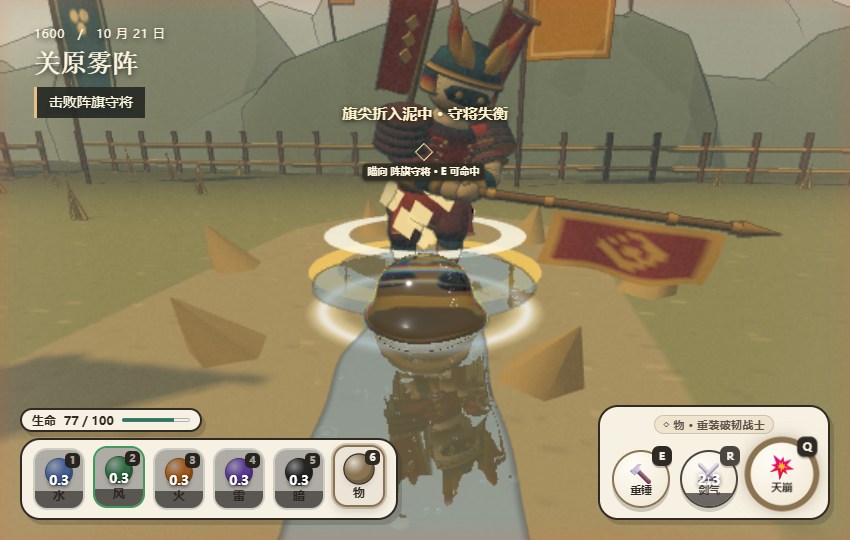 1600 / 10 月 21 日
关原雾阵
击败阵旗守将
旗尖折入泥中 · 守将失衡
瞄向 阵旗守将 · E 可命中
生命 77 / 100
1 2 3 4 5 6
0.3 0.3 0.3 0.3 0.3
水 风 火 雷 暗 物
◇ 物 · 重装破韧战士
E R Q
2.3
重锤 剑气 天崩